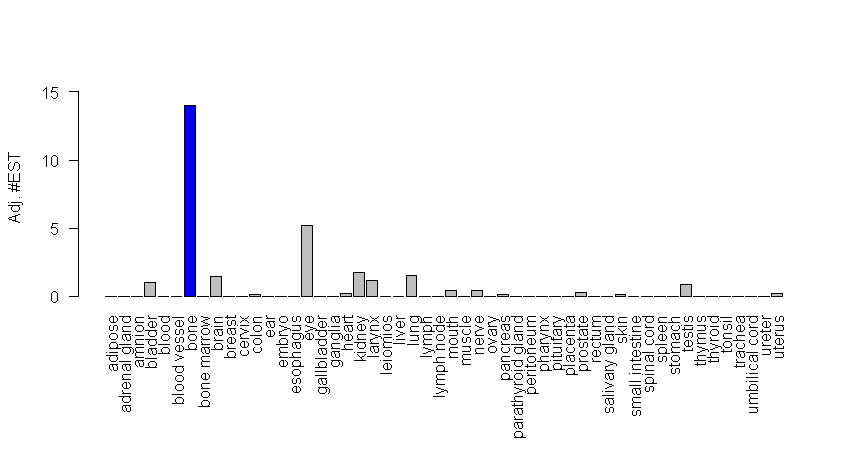 15
10
5
0
Adj. #EST
adipose
adrenal gland
amnion
bladder
blood
blood vessel
bone
bone marrow
brain
breast
cervix
colon
ear
embryo
esophagus
eye
gallbladder
ganglia
heart
kidney
larynx
leiomios
liver
lung
lymph
lymph node
mouth
muscle
nerve
ovary
pancreas
parathyroid gland
peritoneum
pharynx
pituitary
placenta
prostate
rectum
salivary gland
skin
small intestine
spinal cord
spleen
stomach
testis
thymus
thyroid
tonsil
trachea
umbilical cord
ureter
uterus